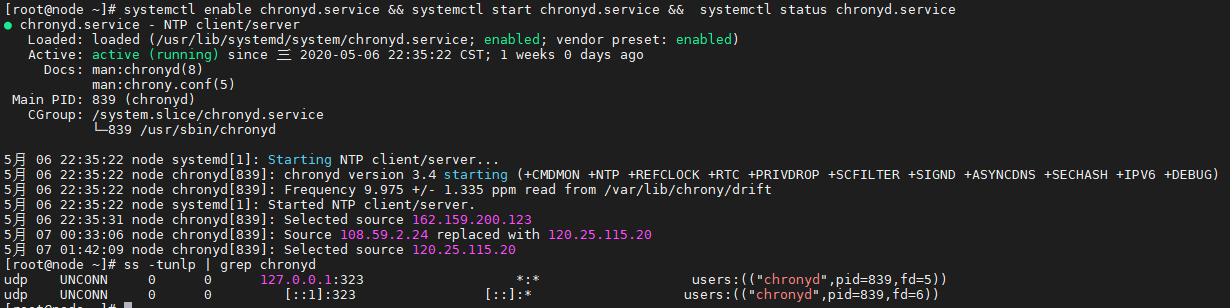 [root@node ~]# systemctl enable chronyd.service && systemctl start chronyd.service &&  systemctl status chronyd.service
● chronyd.service - NTP client/server
   Loaded: loaded (/usr/lib/systemd/system/chronyd.service; enabled; vendor preset: enabled)
   Active: active (running) since 三 2020-05-06 22:35:22 CST; 1 weeks 0 days ago
     Docs: man:chronyd(8)
           man:chrony.conf(5)
 Main PID: 839 (chronyd)
   CGroup: /system.slice/chronyd.service
           └─839 /usr/sbin/chronyd
5月 06 22:35:22 node systemd[1]: Starting NTP client/server...
5月 06 22:35:22 node chronyd[839]: chronyd version 3.4 starting (+CMDMON +NTP +REFCLOCK +RTC +PRIVDROP +SCFILTER +SIGND +ASYNCDNS +SECHASH +IPV6 +DEBUG)
5月 06 22:35:22 node chronyd[839]: Frequency 9.975 +/- 1.335 ppm read from /var/lib/chrony/drift
5月 06 22:35:22 node systemd[1]: Started NTP client/server.
5月 06 22:35:31 node chronyd[839]: Selected source 162.159.200.123
5月 07 00:33:06 node chronyd[839]: Source 108.59.2.24 replaced with 120.25.115.20
5月 07 01:42:09 node chronyd[839]: Selected source 120.25.115.20
[root@node ~]# ss -tunlp | grep chronyd
udp    UNCONN     0      0      127.0.0.1:323                   *:*                   users:(("chronyd",pid=839,fd=5))
udp    UNCONN     0      0         [::1]:323                [::]:*                   users:(("chronyd",pid=839,fd=6))
[root@node ~]#